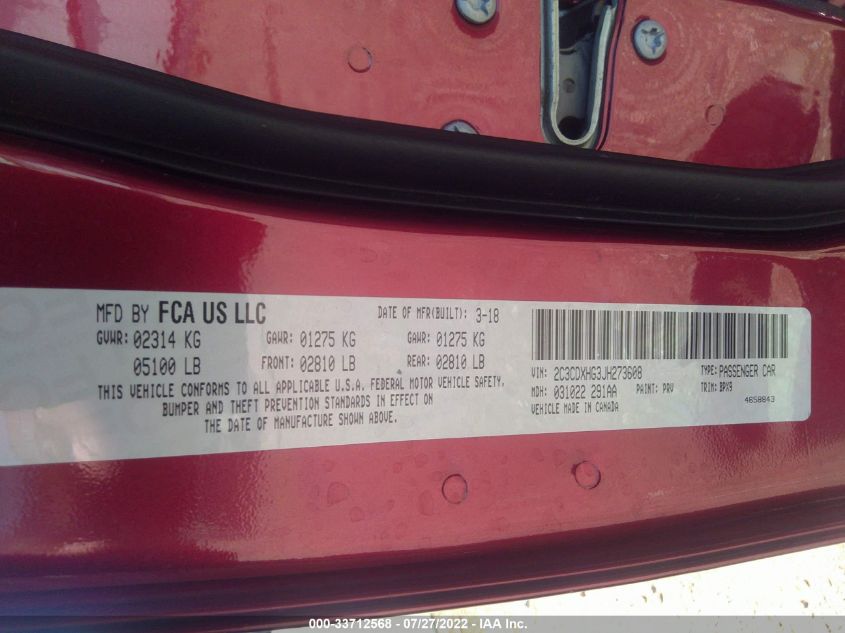 MFD BY FCA US LLC
DATE OF MFR(BUILT): 3-18
GVWR: 02314 KG GAWR: 01275 KG GAWR: 01275 KG
05100 LB FRONT: 02810 LB REAR: 02810 LB
THIS VEHICLE CONFORMS TO ALL APPLICABLE U.S.A. FEDERAL MOTOR VEHICLE SAFETY,
BUMPER AND THEFT PREVENTION STANDARDS IN EFFECT ON
THE DATE OF MANUFACTURE SHOWN ABOVE.
VIN: 2C3CDXHG3JH273608 TYPE: PASSENGER CAR
MDH: 031022 291AA PAINT: PRV TRIM: BPX9
VEHICLE MADE IN CANADA 4658843
000-33712568 - 07/27/2022 - IAA Inc.